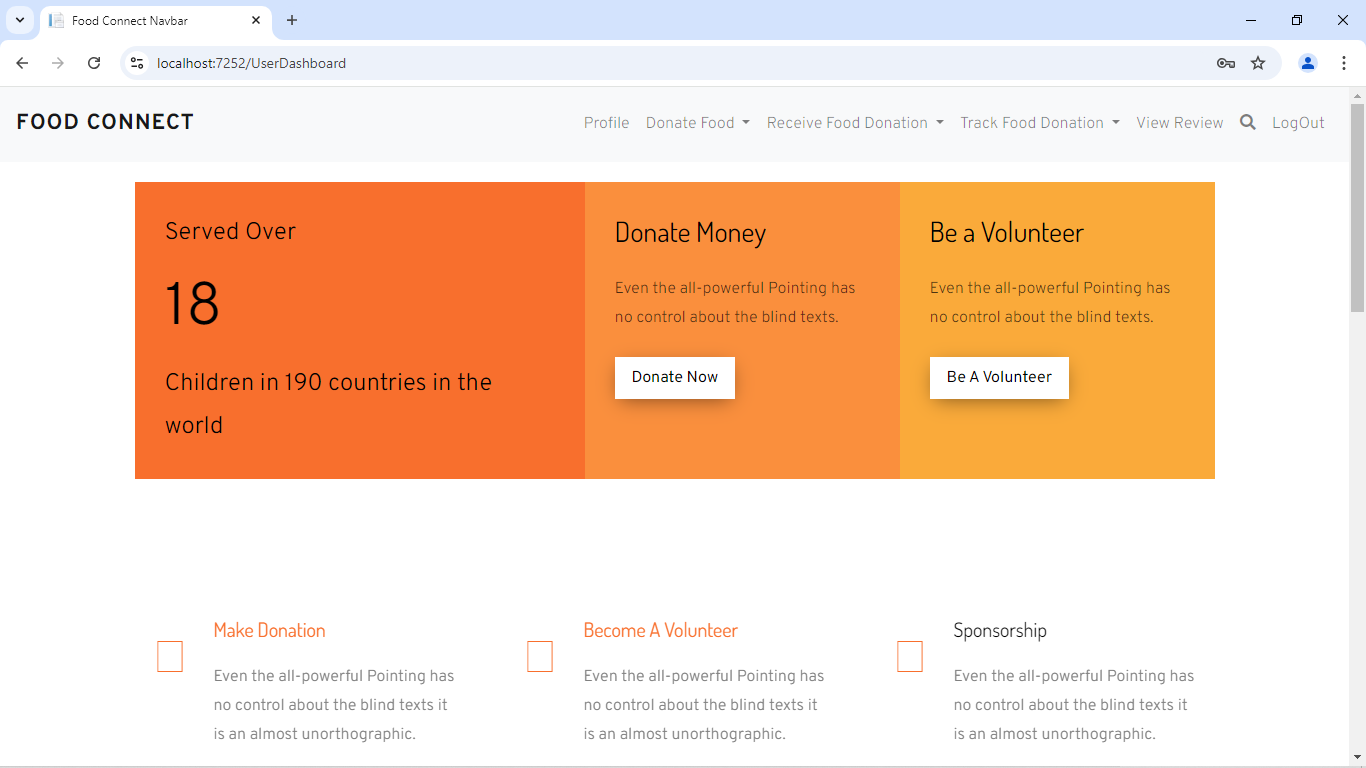 Food Connect Navbar
localhost:7252/UserDashboard
FOOD CONNECT
Profile Donate Food Receive Food Donation Track Food Donation View Review LogOut
Served Over
18
Children in 190 countries in the
world
Donate Money
Even the all-powerful Pointing has
no control about the blind texts.
Donate Now
Be a Volunteer
Even the all-powerful Pointing has
no control about the blind texts.
Be A Volunteer
Make Donation
Even the all-powerful Pointing has
no control about the blind texts it
is an almost unorthographic.
Become A Volunteer
Even the all-powerful Pointing has
no control about the blind texts it
is an almost unorthographic.
Sponsorship
Even the all-powerful Pointing has
no control about the blind texts it
is an almost unorthographic.